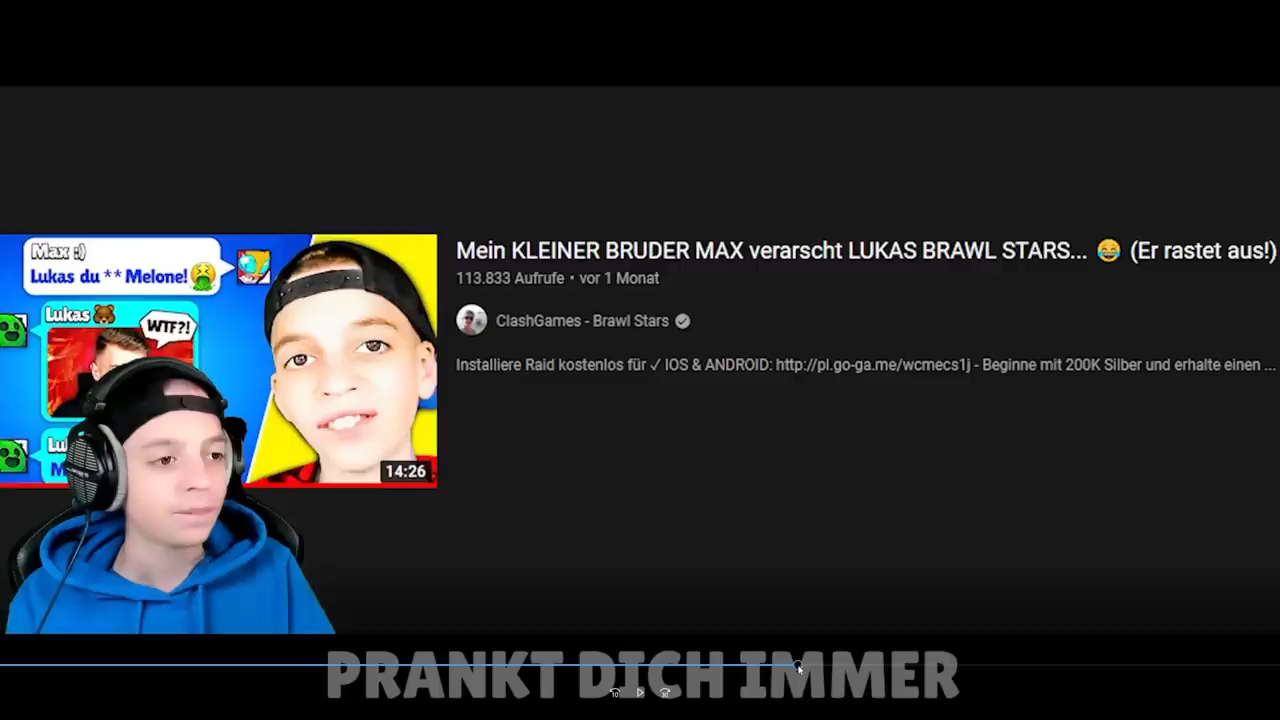 Max :)
Lukas du ** Melone!
Lukas
WTF?!
14:26
Mein KLEINER BRUDER MAX verarscht LUKAS BRAWL STARS... 😂 (Er rastet aus!)
113.833 Aufrufe • vor 1 Monat
ClashGames - Brawl Stars
Installiere Raid kostenlos für ✓ IOS & ANDROID: http://pl.go-ga.me/wcmecs1j - Beginne mit 200K Silber und erhalte einen ...
PRANKT DICH IMMER